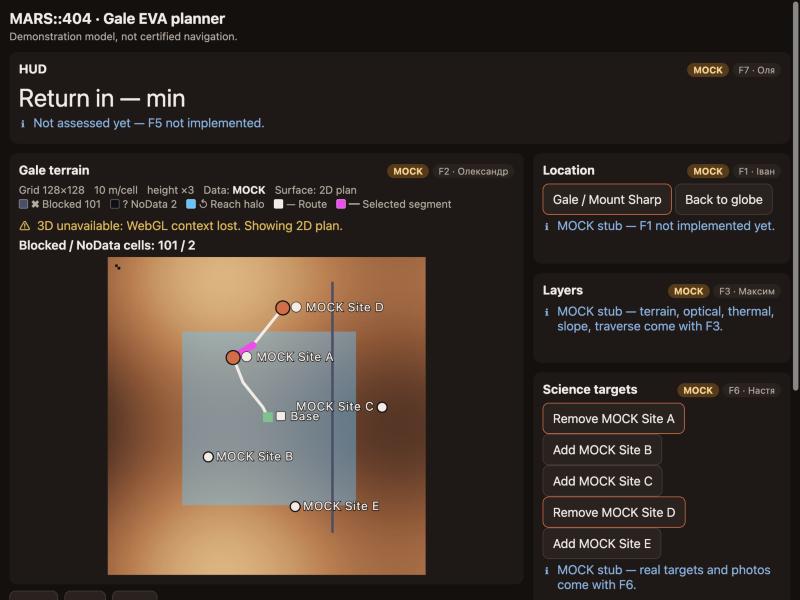 MARS::404 · Gale EVA planner
Demonstration model, not certified navigation.
HUD
MOCK F7 · Оля
Return in — min
i Not assessed yet — F5 not implemented.
Gale terrain
MOCK F2 · Олександр
Grid 128×128 10 m/cell height ×3 Data: MOCK Surface: 2D plan
✖ Blocked 101 ? NoData 2 ↺ Reach halo — Route — Selected segment
⚠ 3D unavailable: WebGL context lost. Showing 2D plan.
Blocked / NoData cells: 101 / 2
MOCK Site D
MOCK Site A
MOCK Site C
Base
MOCK Site B
MOCK Site E
Location
MOCK F1 · Іван
Gale / Mount Sharp Back to globe
i MOCK stub — F1 not implemented yet.
Layers
MOCK F3 · Максим
i MOCK stub — terrain, optical, thermal,
slope, traverse come with F3.
Science targets
MOCK F6 · Настя
Remove MOCK Site A
Add MOCK Site B
Add MOCK Site C
Remove MOCK Site D
Add MOCK Site E
i MOCK stub — real targets and photos
come with F6.